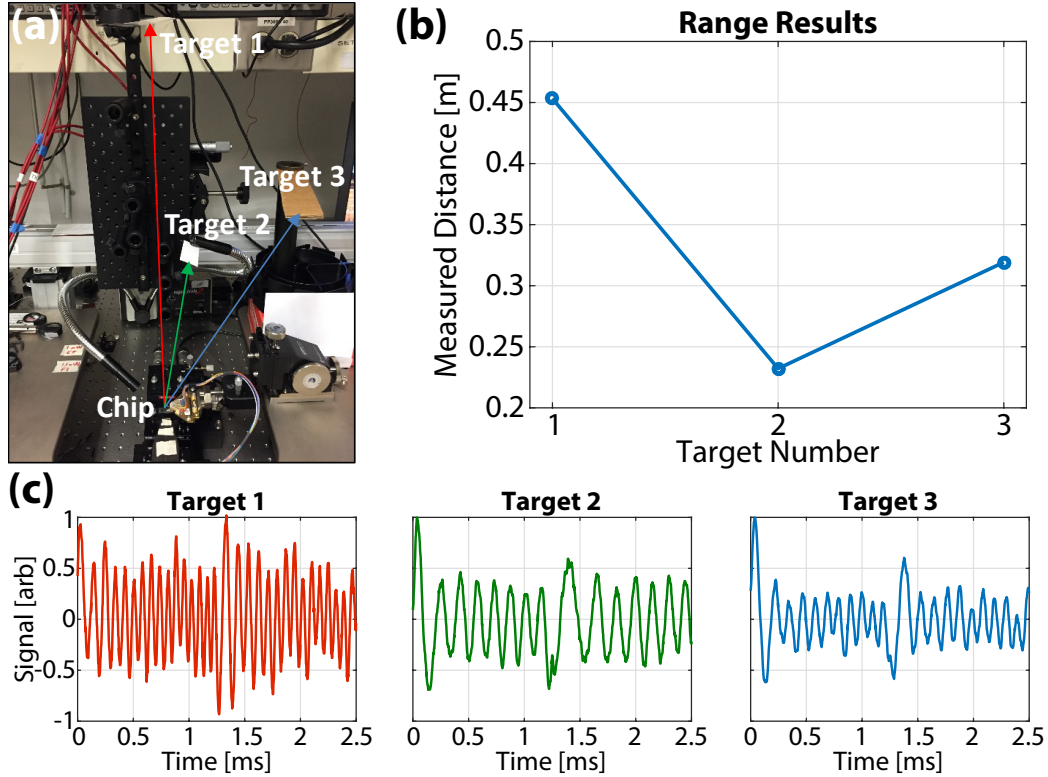 (a)
Target 1
Target 3
Target 2
Chip
(b)
Range Results
Measured Distance [m]
0.5
0.45
0.4
0.35
0.3
0.25
0.2
1
2
3
Target Number
(c)
Target 1
Target 2
Target 3
Signal [arb]
1
0.5
0
-0.5
-1
0 0.5 1 1.5 2 2.5
0 0.5 1 1.5 2 2.5
0 0.5 1 1.5 2 2.5
Time [ms]
Time [ms]
Time [ms]